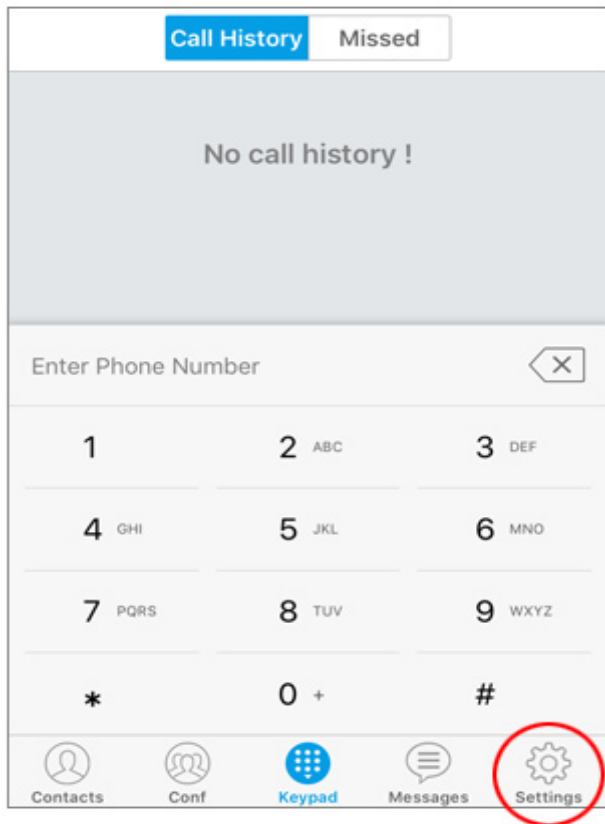 Call History Missed
No call history !
Enter Phone Number
1 2 ABC 3 DEF
4 GHI 5 JKL 6 MNO
7 PQRS 8 TUV 9 WXYZ
* 0 + #
Contacts Conf Keypad Messages Settings